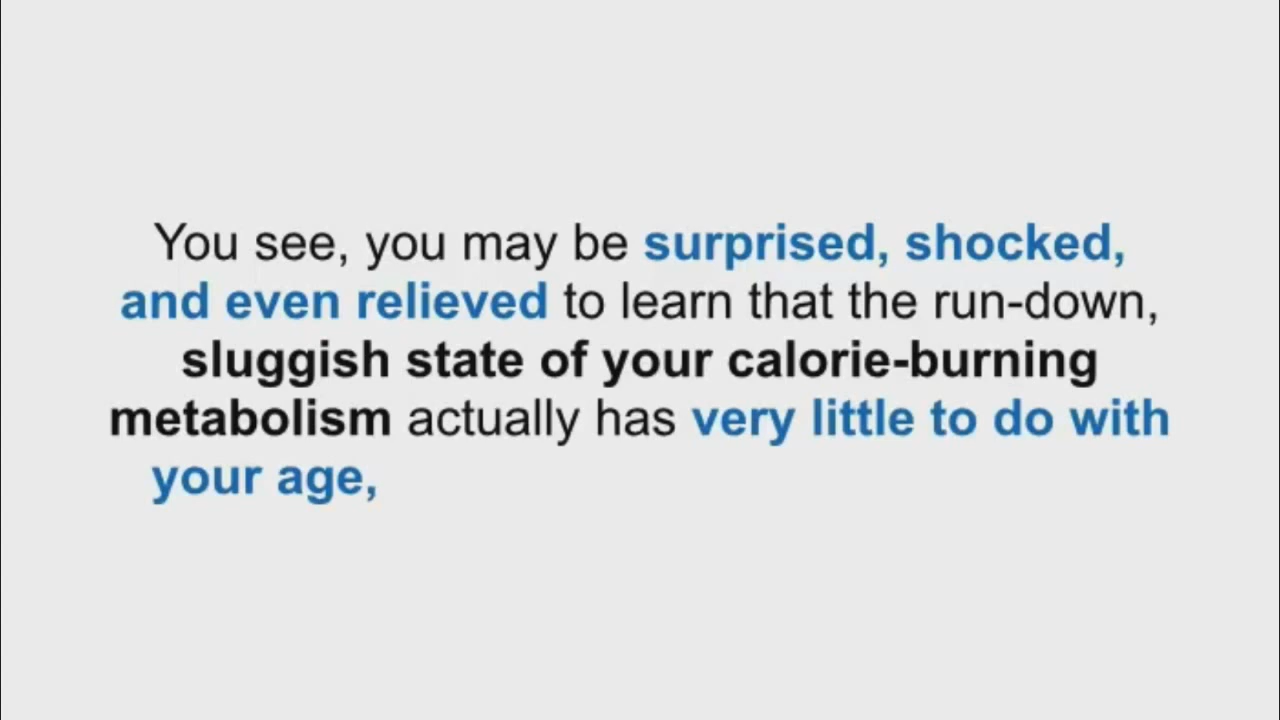 You see, you may be surprised, shocked,
and even relieved to learn that the run-down,
sluggish state of your calorie-burning
metabolism actually has very little to do with
your age,